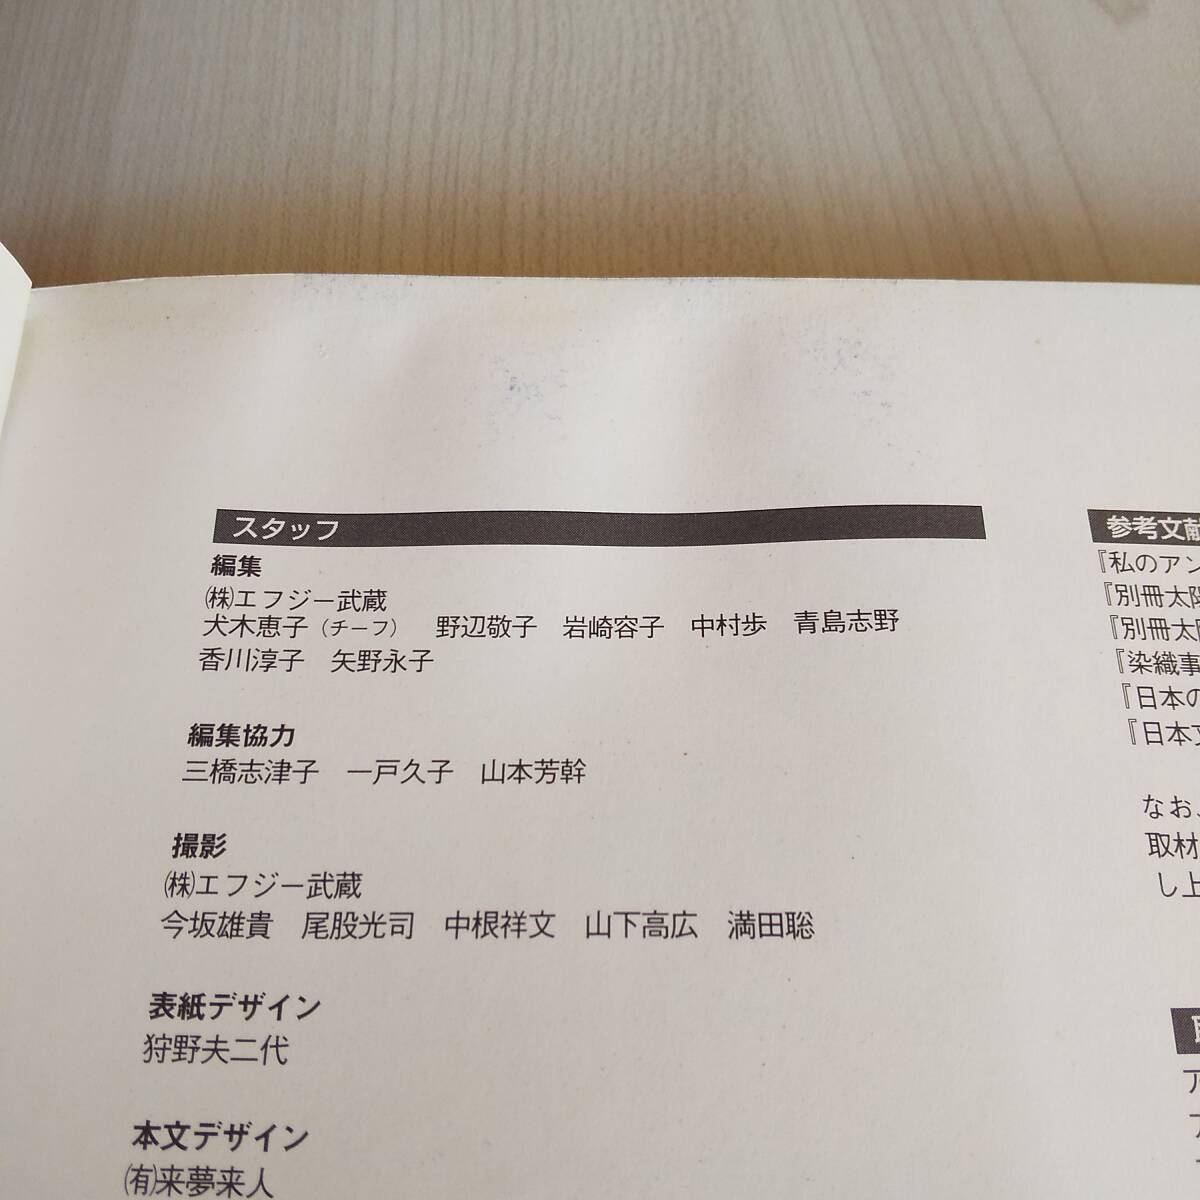 スタッフ
編集
㈱エフジー武蔵
犬木恵子（チーフ）　野辺敬子　岩崎容子　中村歩　青島志野
香川淳子　矢野永子
編集協力
三橋志津子　一戸久子　山本芳幹
撮影
㈱エフジー武蔵
今坂雄貴　尾股光司　中根祥文　山下高広　満田聡
表紙デザイン
狩野夫二代
本文デザイン
㈲来夢来人
参考文献
『私のアン
『別冊太陽
『別冊太陽
『染織事
『日本の
『日本文
なお、
取材
し上
ア